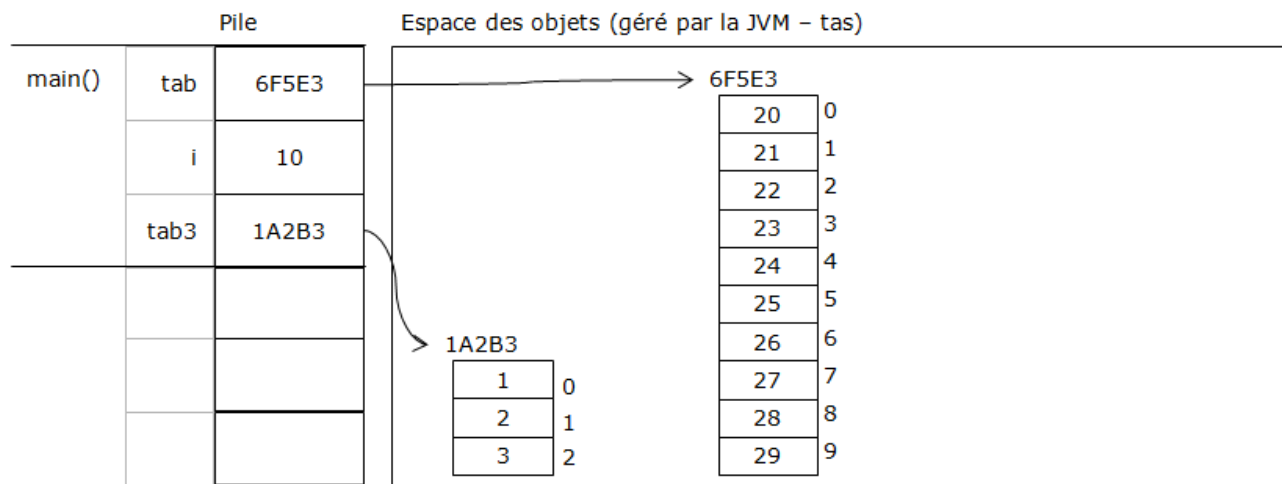 Pile Espace des objets (géré par la JVM – tas)
main() tab 6F5E3
i 10
tab3 1A2B3
6F5E3
20 0
21 1
22 2
23 3
24 4
25 5
26 6
27 7
28 8
29 9
1A2B3
1 0
2 1
3 2